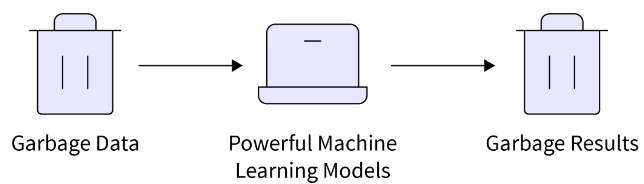 Garbage Data
Powerful Machine
Learning Models
Garbage Results